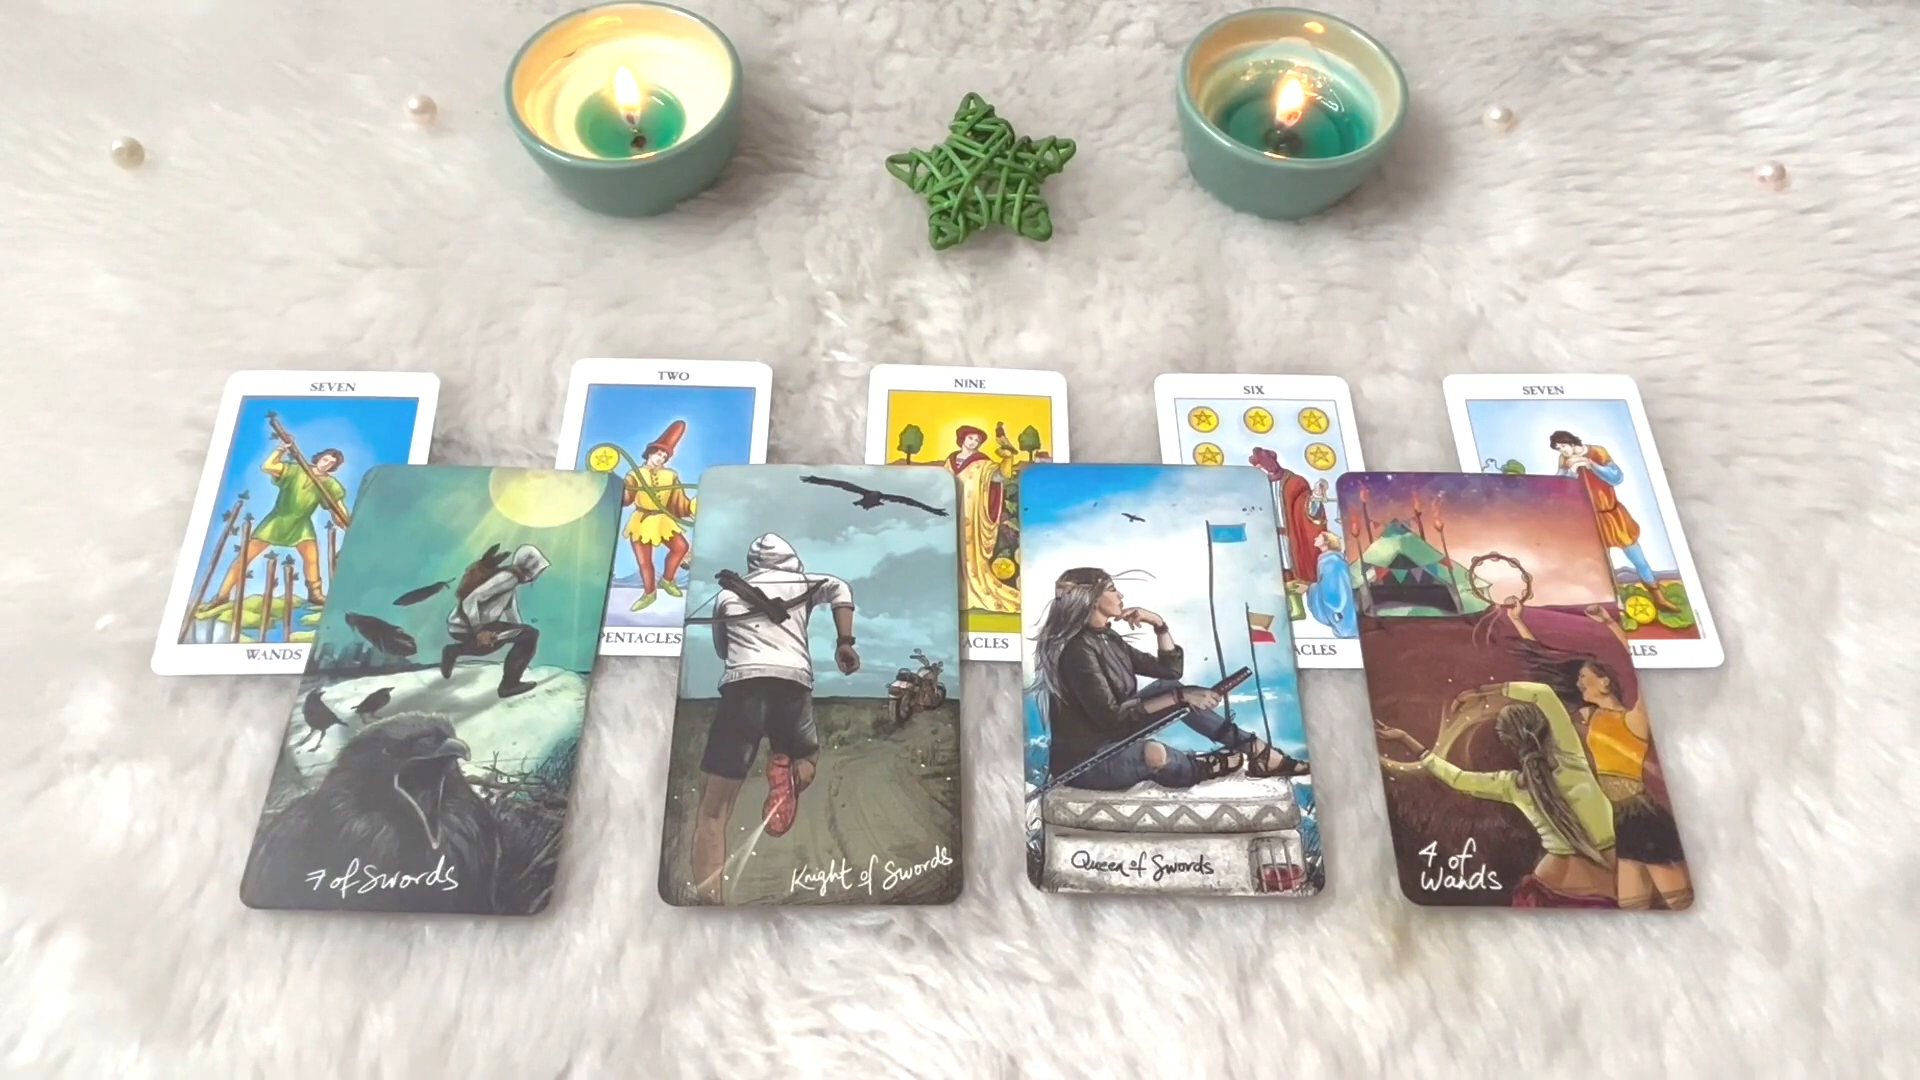 SEVEN
TWO
NINE
SIX
SEVEN
WANDS
PENTACLES
ACLES
ACLES
LES
7 of Swords
Knight of Swords
Queen of Swords
4 of
Wands